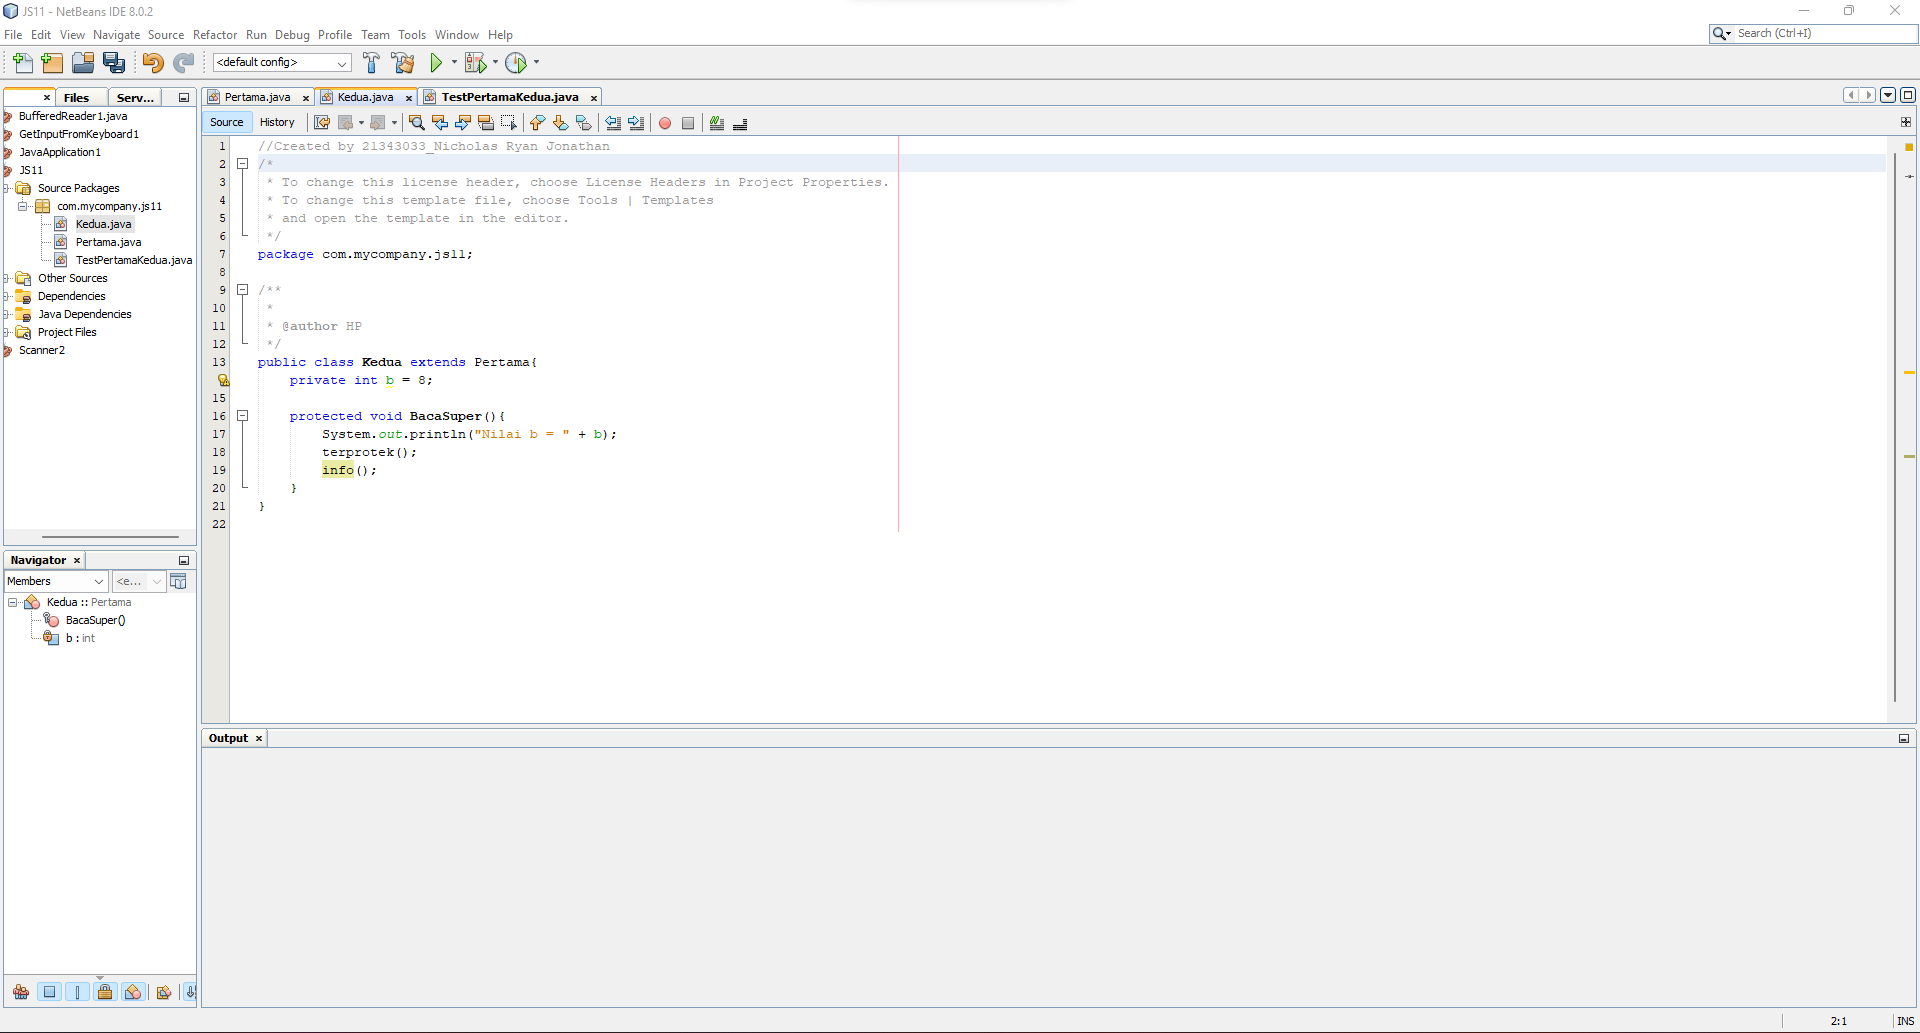 JS11 - NetBeans IDE 8.0.2
File Edit View Navigate Source Refactor Run Debug Profile Team Tools Window Help
Search (Ctrl+I)
<default config>
Files
Serv...
Pertama.java
Kedua.java
TestPertamaKedua.java
BufferedReader1.java
GetInputFromKeyboard1
JavaApplication1
JS11
Source Packages
com.mycompany.js11
Kedua.java
Pertama.java
TestPertamaKedua.java
Other Sources
Dependencies
Java Dependencies
Project Files
Scanner2
Source History
1 //Created by 21343033_Nicholas Ryan Jonathan
2 /*
3 * To change this license header, choose License Headers in Project Properties.
4 * To change this template file, choose Tools | Templates
5 * and open the template in the editor.
6 */
7 package com.mycompany.js11;
8
9 /**
10 *
11 * @author HP
12 */
13 public class Kedua extends Pertama{
private int b = 8;
15
16 protected void BacaSuper(){
17 System.out.println("Nilai b = " + b);
18 terprotek();
19 info();
20 }
21 }
22
Navigator
Members
<e...
Kedua :: Pertama
BacaSuper()
b : int
Output
2:1
INS